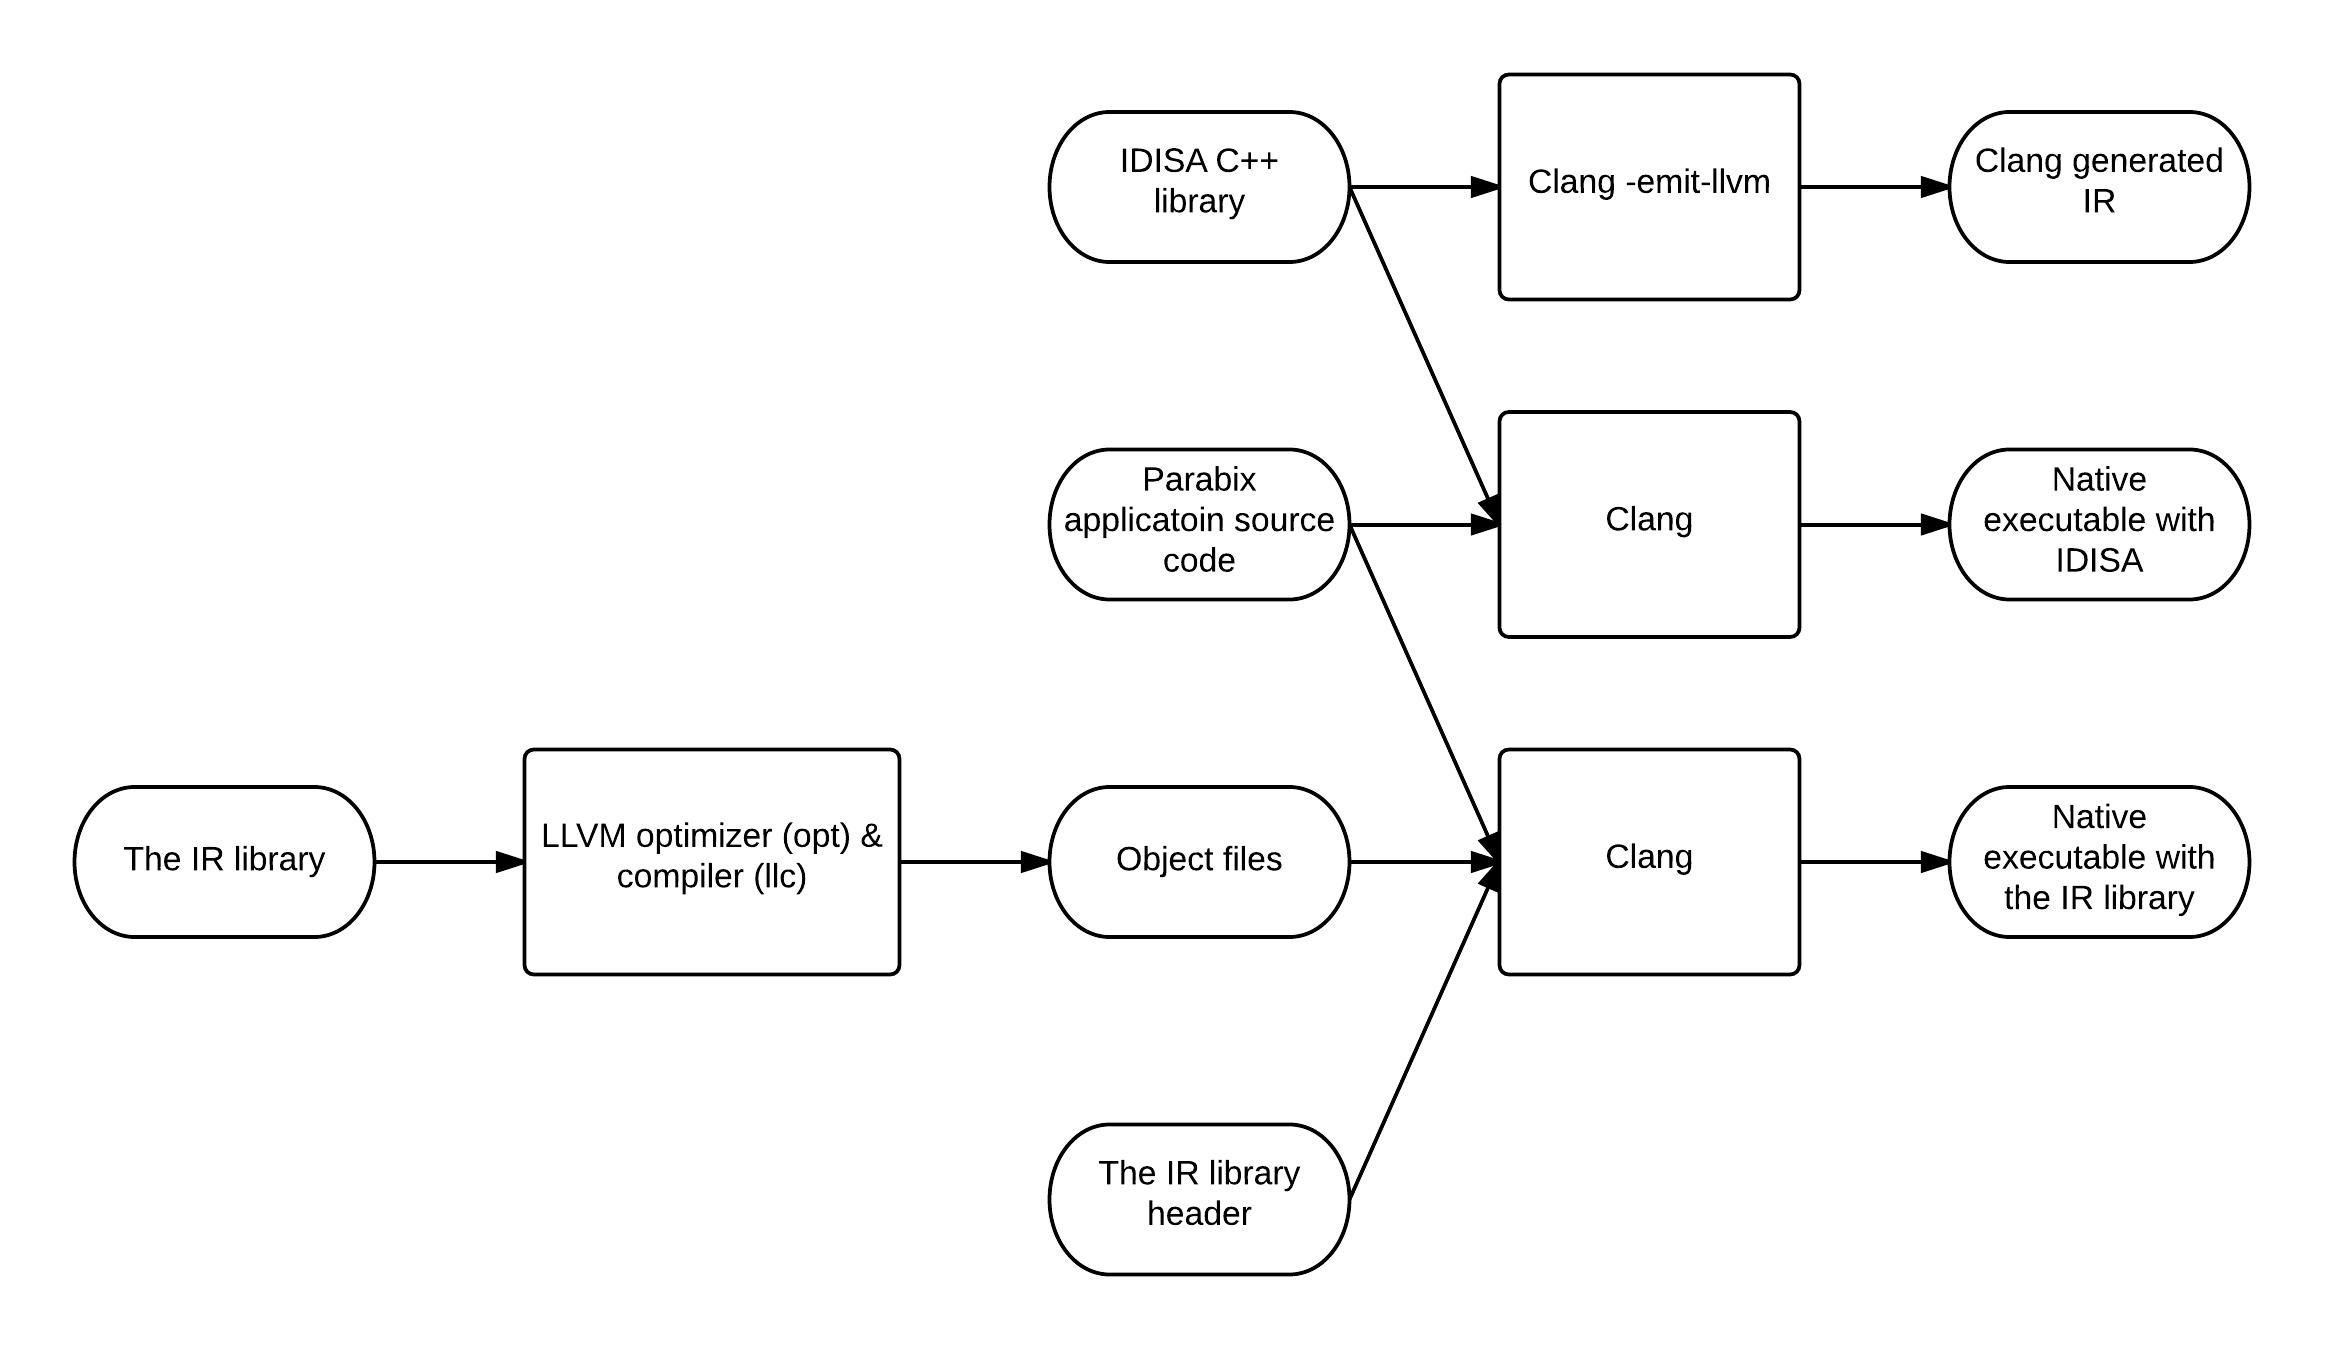 IDISA C++
library
Clang -emit-llvm
Clang generated
IR
Parabix
applicatoin source
code
Clang
Native
executable with
IDISA
The IR library
LLVM optimizer (opt) &
compiler (llc)
Object files
Clang
Native
executable with
the IR library
The IR library
header